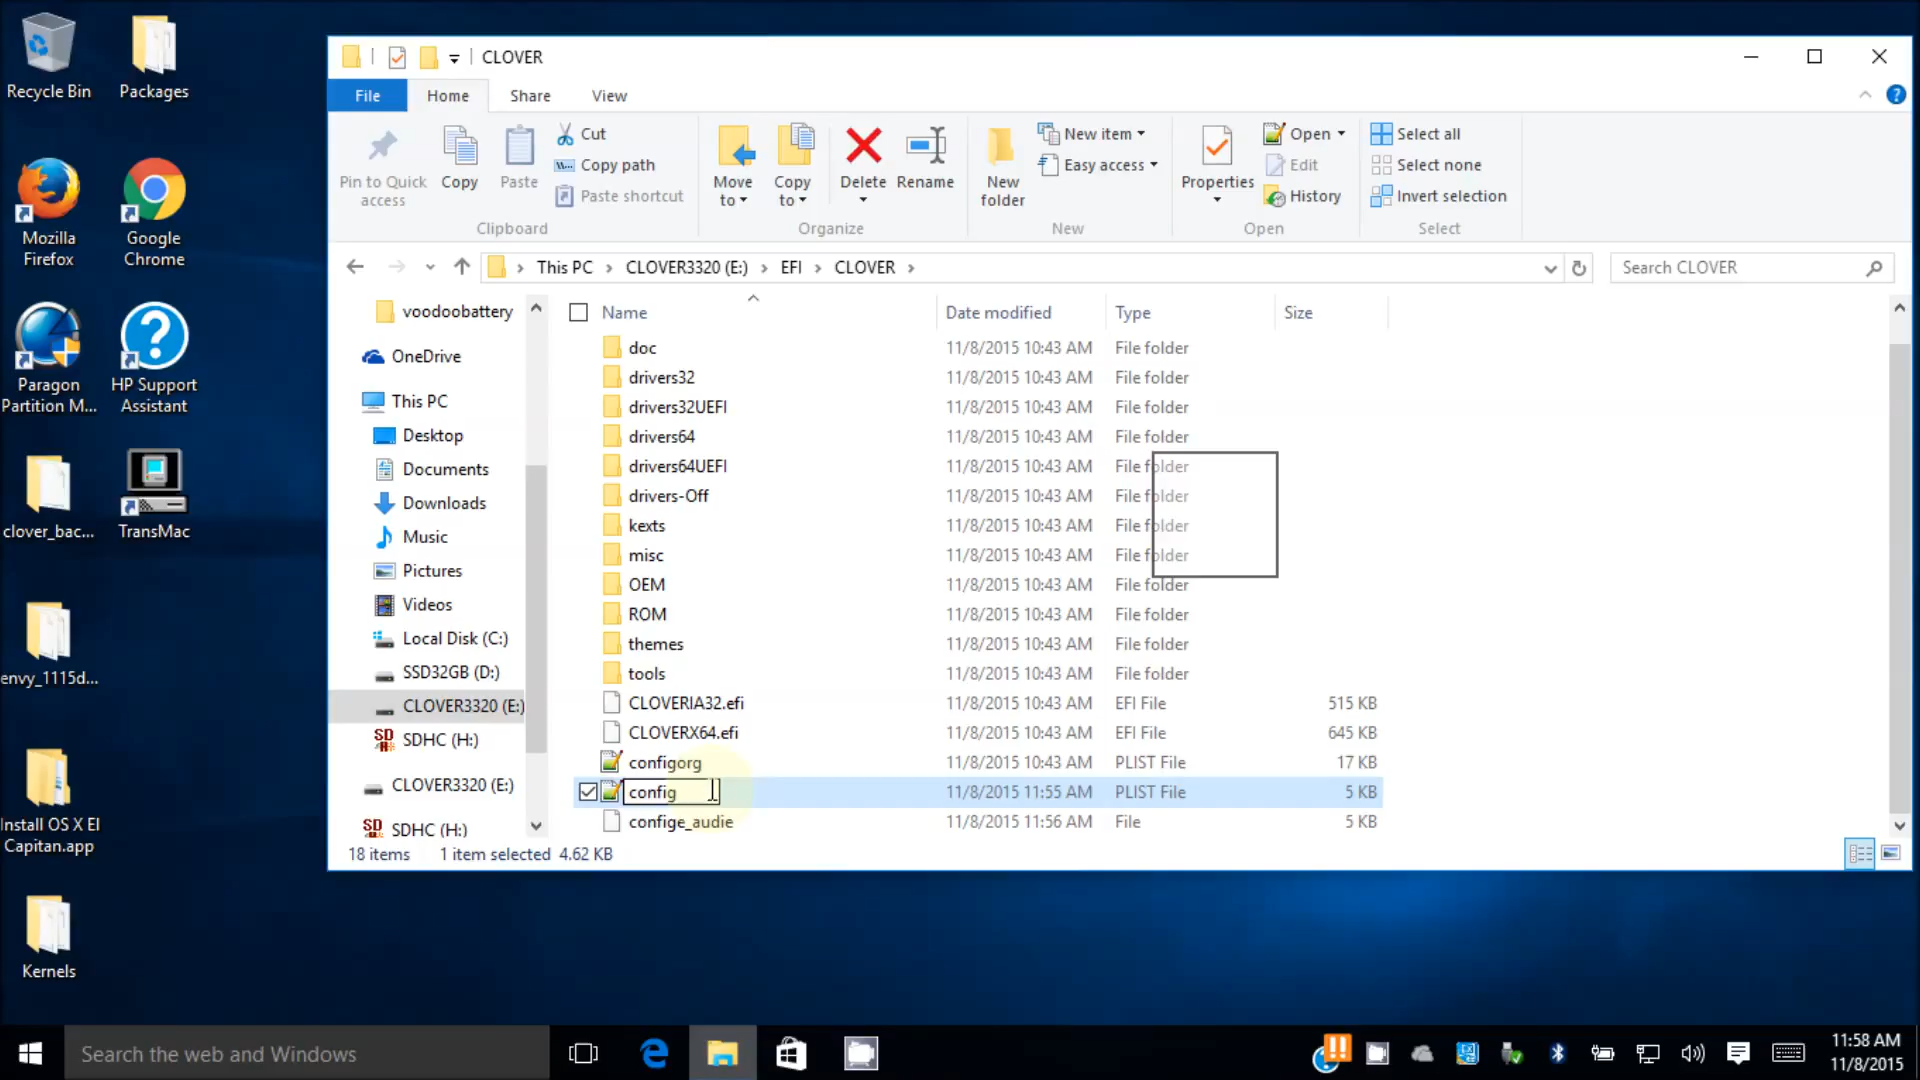 Recycle Bin
Packages
Mozilla
Firefox
Google
Chrome
Paragon
Partition M...
HP Support
Assistant
clover_bac...
TransMac
envy_1115d...
Install OS X El
Capitan.app
Kernels
CLOVER
File Home Share View
Pin to Quick
access
Copy
Paste
Cut
Copy path
Paste shortcut
Clipboard
Move
to
Copy
to
Delete
Rename
Organize
New
folder
New item
Easy access
New
Properties
Open
Edit
History
Open
Select all
Select none
Invert selection
Select
This PC > CLOVER3320 (E:) > EFI > CLOVER >
Search CLOVER
voodoobattery
OneDrive
This PC
Desktop
Documents
Downloads
Music
Pictures
Videos
Local Disk (C:)
SSD32GB (D:)
CLOVER3320 (E:)
SDHC (H:)
CLOVER3320 (E:)
SDHC (H:)
Name Date modified Type Size
doc 11/8/2015 10:43 AM File folder
drivers32 11/8/2015 10:43 AM File folder
drivers32UEFI 11/8/2015 10:43 AM File folder
drivers64 11/8/2015 10:43 AM File folder
drivers64UEFI 11/8/2015 10:43 AM File folder
drivers-Off 11/8/2015 10:43 AM File folder
kexts 11/8/2015 10:43 AM File folder
misc 11/8/2015 10:43 AM File folder
OEM 11/8/2015 10:43 AM File folder
ROM 11/8/2015 10:43 AM File folder
themes 11/8/2015 10:43 AM File folder
tools 11/8/2015 10:43 AM File folder
CLOVERIA32.efi 11/8/2015 10:43 AM EFI File 515 KB
CLOVERX64.efi 11/8/2015 10:43 AM EFI File 645 KB
configorg 11/8/2015 10:43 AM PLIST File 17 KB
config 11/8/2015 11:55 AM PLIST File 5 KB
confige_audie 11/8/2015 11:56 AM File 5 KB
18 items 1 item selected 4.62 KB
Search the web and Windows
11:58 AM
11/8/2015